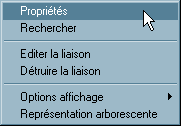 Propriétés
Rechercher
Editer la liaison
Détruire la liaison
Options affichage
Représentation arborescente